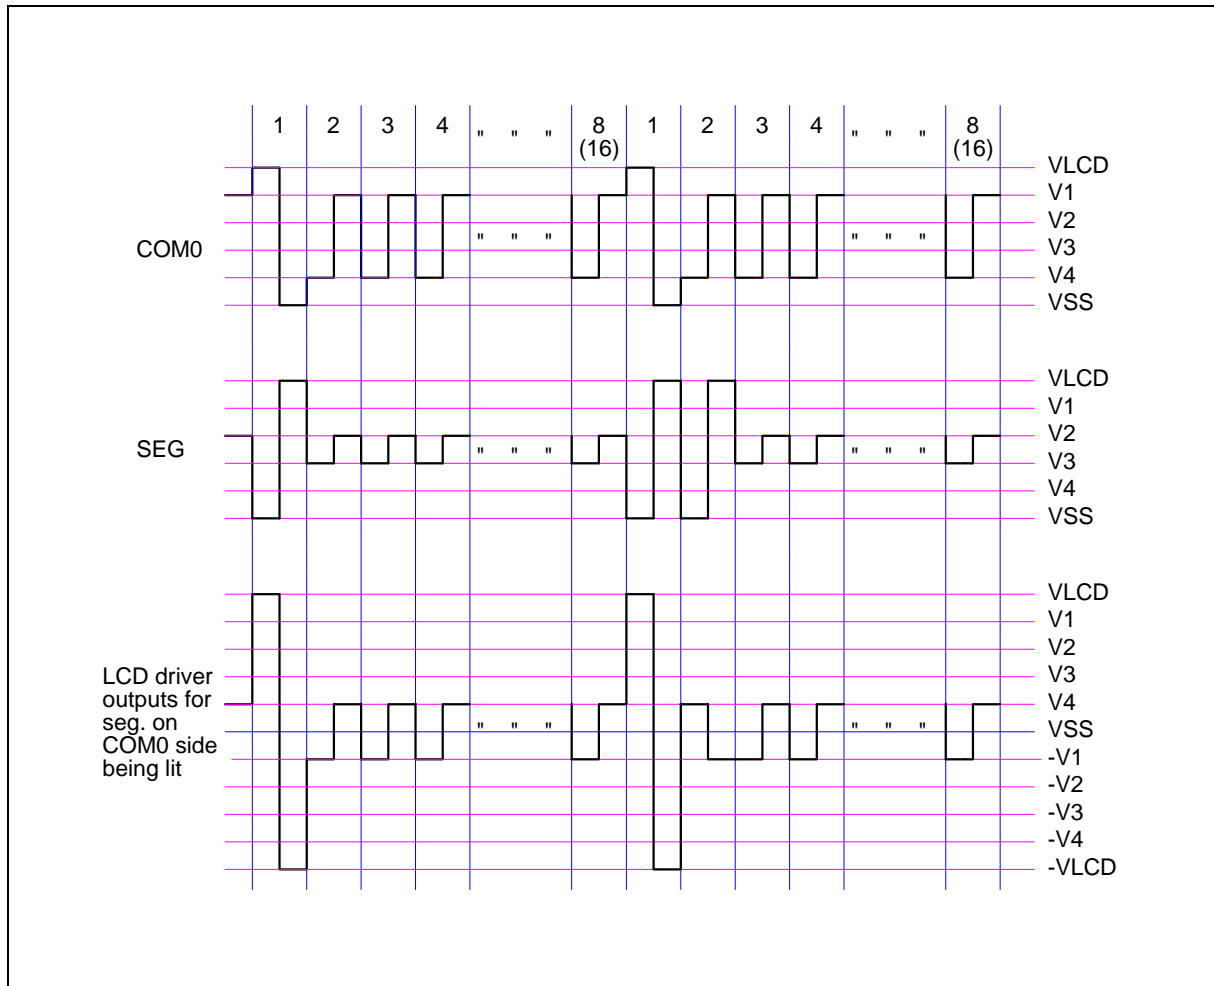 1 2 3 4 " " " 8 1 2 3 4 " " " 8
(16) (16)
VLCD
V1
V2
COM0 " " " " " " V3
V4
VSS
VLCD
V1
V2
SEG " " " " " " V3
V4
VSS
VLCD
V1
V2
V3
V4
LCD driver
outputs for
seg. on
COM0 side
being lit
" " " " " " VSS
-V1
-V2
-V3
-V4
-VLCD